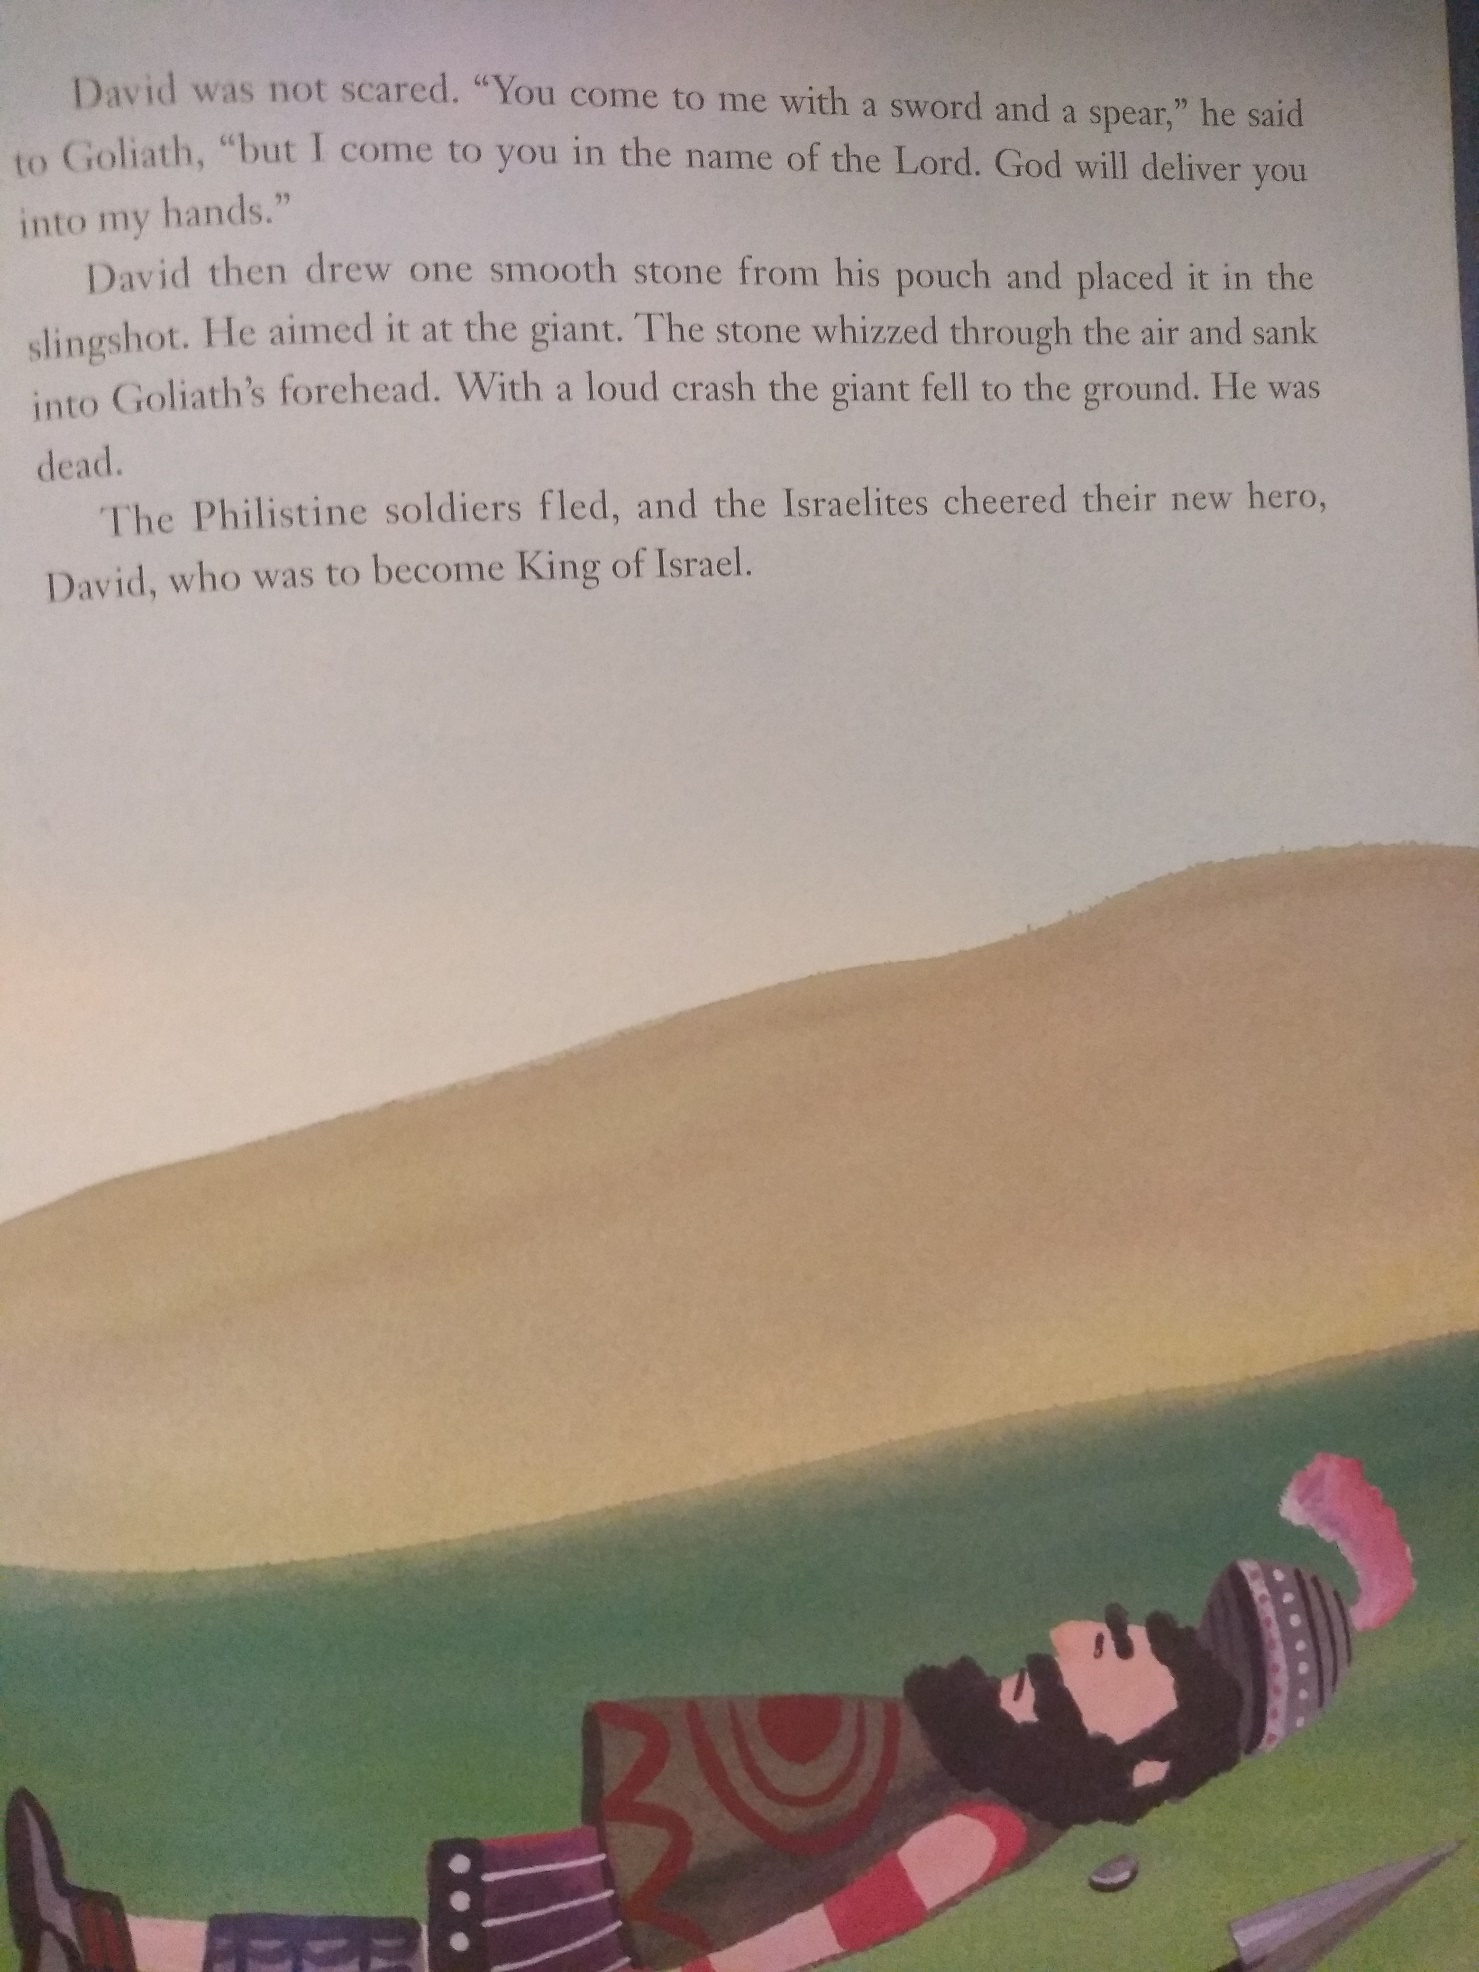 David was not scared. “You come to me with a sword and a spear,” he said
to Goliath, “but I come to you in the name of the Lord. God will deliver you
into my hands.”
David then drew one smooth stone from his pouch and placed it in the
slingshot. He aimed it at the giant. The stone whizzed through the air and sank
into Goliath’s forehead. With a loud crash the giant fell to the ground. He was
dead.
The Philistine soldiers fled, and the Israelites cheered their new hero,
David, who was to become King of Israel.